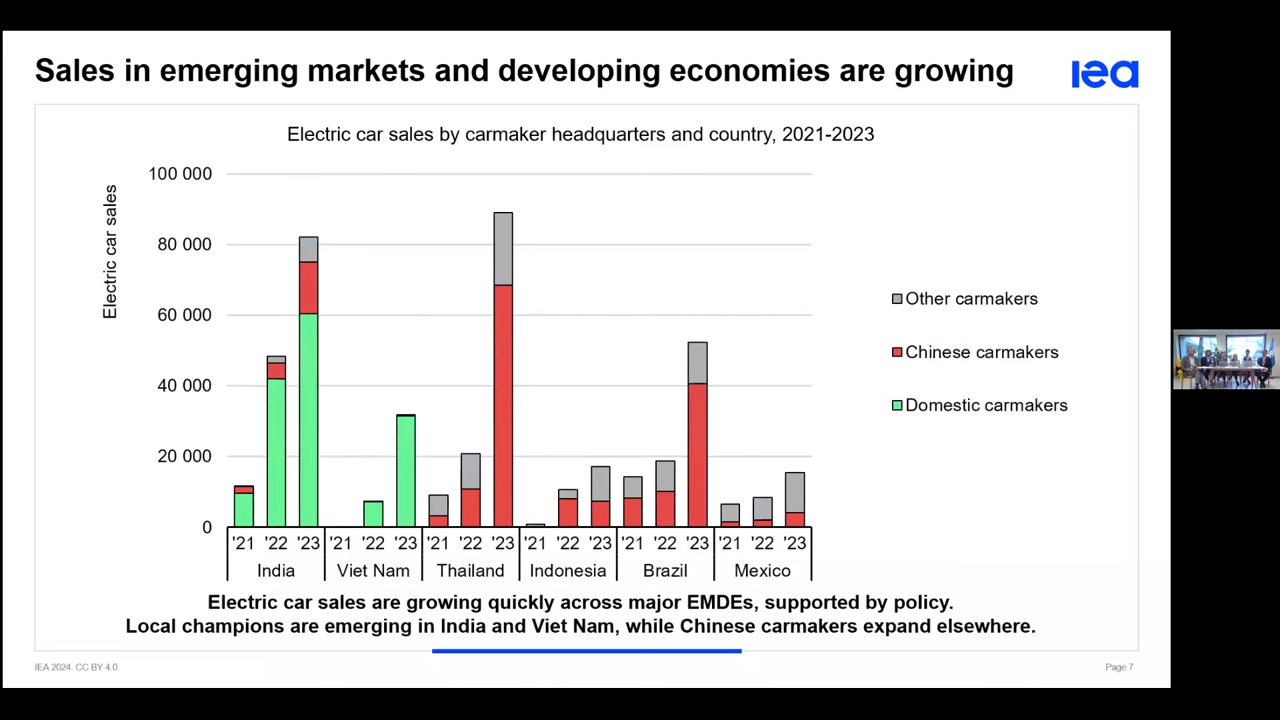 Sales in emerging markets and developing economies are growing
iea
Electric car sales by carmaker headquarters and country, 2021-2023
Electric car sales
100 000
80 000
60 000
40 000
20 000
0
'21 '22 '23 '21 '22 '23 '21 '22 '23 '21 '22 '23 '21 '22 '23 '21 '22 '23
India Viet Nam Thailand Indonesia Brazil Mexico
Other carmakers
Chinese carmakers
Domestic carmakers
Electric car sales are growing quickly across major EMDEs, supported by policy.
Local champions are emerging in India and Viet Nam, while Chinese carmakers expand elsewhere.
IEA 2024. CC BY 4.0.
Page 7